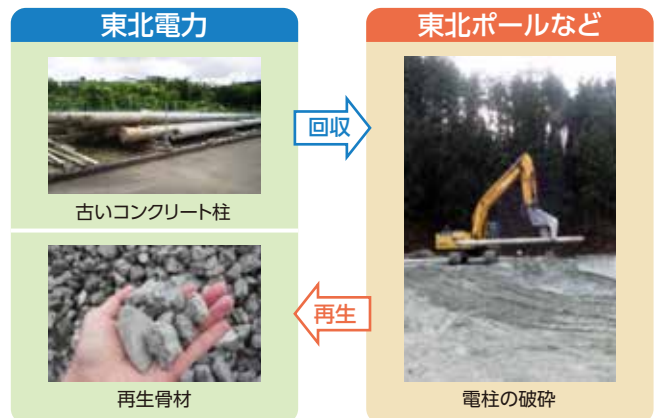 東北電力
古いコンクリート柱
再生骨材
回収
再生
東北ポールなど
電柱の破砕